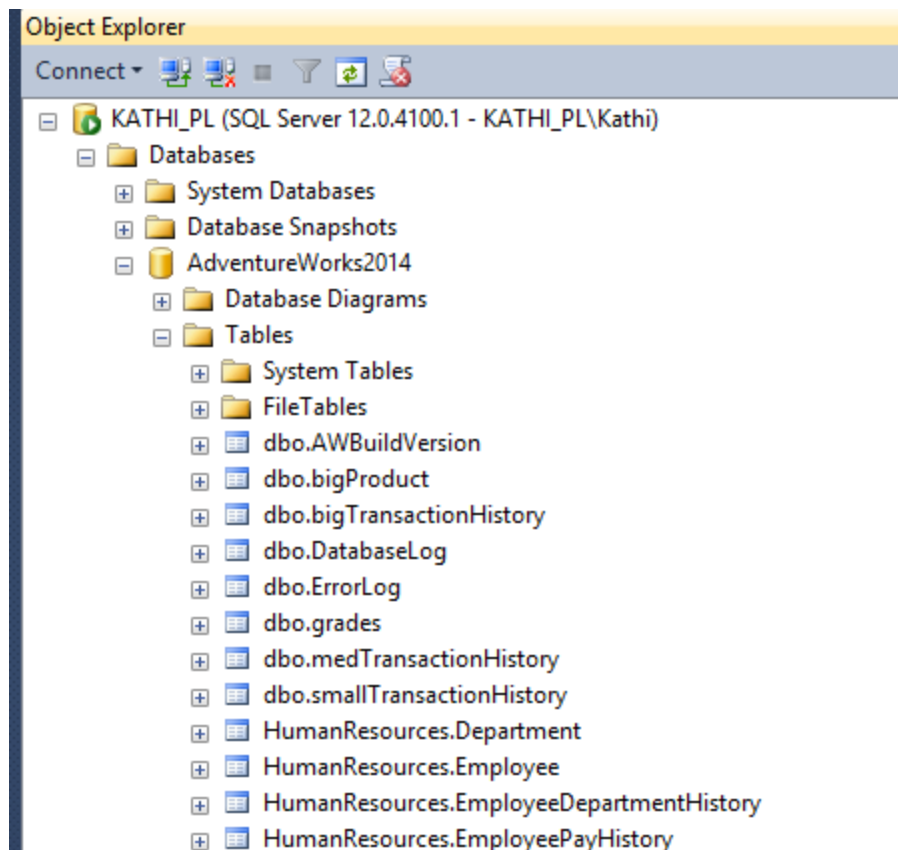 Object Explorer
Connect
KATHI_PL (SQL Server 12.0.4100.1 - KATHI_PL\Kathi)
Databases
System Databases
Database Snapshots
AdventureWorks2014
Database Diagrams
Tables
System Tables
FileTables
dbo.AWBuildVersion
dbo.bigProduct
dbo.bigTransactionHistory
dbo.DatabaseLog
dbo.ErrorLog
dbo.grades
dbo.medTransactionHistory
dbo.smallTransactionHistory
HumanResources.Department
HumanResources.Employee
HumanResources.EmployeeDepartmentHistory
HumanResources.EmployeePayHistory